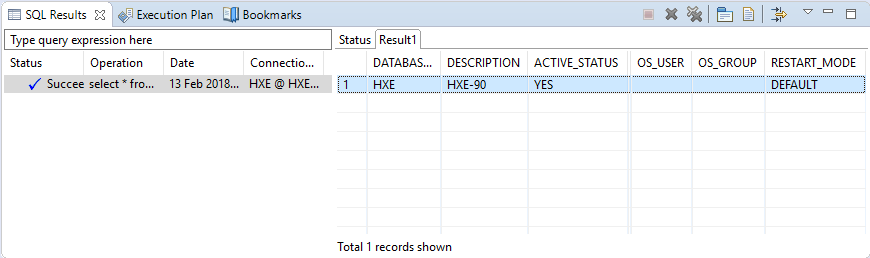 SQL Results Execution Plan Bookmarks
Type query expression here
Status Operation Date Connectio...
Succee select * fro... 13 Feb 2018... HXE @ HXE...
Status Result1
DATABAS... DESCRIPTION ACTIVE_STATUS OS_USER OS_GROUP RESTART_MODE
1 HXE HXE-90 YES DEFAULT
Total 1 records shown